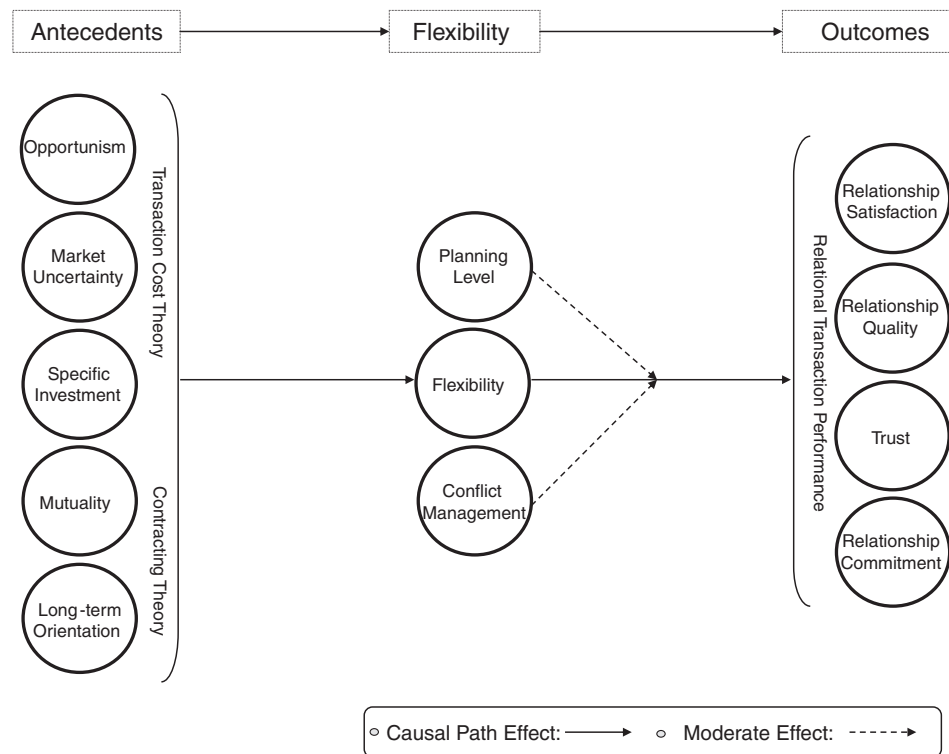 Antecedents
Flexibility
Outcomes
Opportunism
Market
Uncertainty
Specific
Investment
Mutuality
Long-term
Orientation
Transaction Cost Theory
Contracting Theory
Planning
Level
Flexibility
Conflict
Management
Relational Transaction Performance
Relationship
Satisfaction
Relationship
Quality
Trust
Relationship
Commitment
Causal Path Effect:
Moderate Effect: